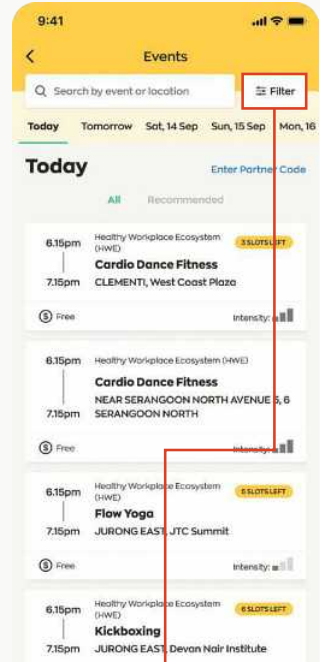 9:41
Events
Search by event or location
Filter
Today Tomorrow Sat, 14 Sep Sun, 15 Sep Mon, 16
Today
Enter Partner Code
All Recommended
6.15pm
Healthy Workplace Ecosystem
(HWE)
3 SLOTS LEFT
Cardio Dance Fitness
7.15pm
CLEMENTI, West Coast Plaza
Free
Intensity:
6.15pm
Healthy Workplace Ecosystem (HWE)
Cardio Dance Fitness
NEAR SERANGOON NORTH AVENUE 5, 6
7.15pm
SERANGOON NORTH
Free
Intensity:
6.15pm
Healthy Workplace Ecosystem
(HWE)
6 SLOTS LEFT
Flow Yoga
7.15pm
JURONG EAST, JTC Summit
Free
Intensity:
6.15pm
Healthy Workplace Ecosystem
(HWE)
6 SLOTS LEFT
Kickboxing
7.15pm
JURONG EAST, Devan Nair Institute